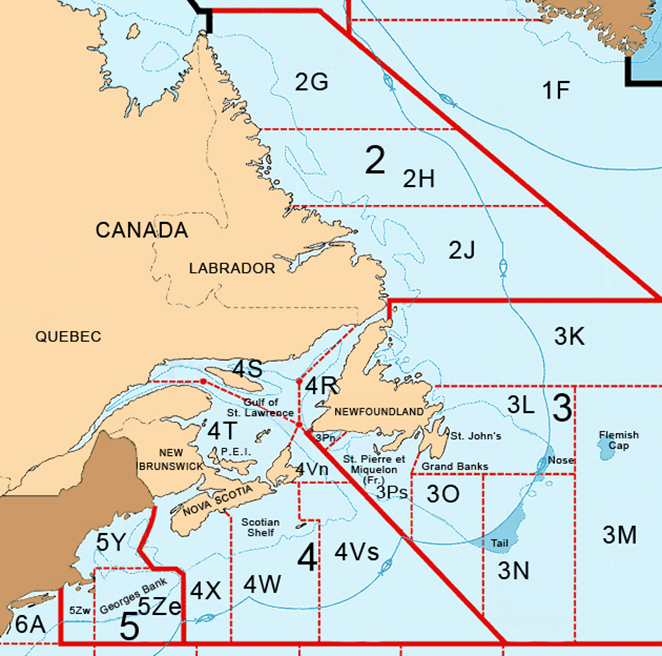 2G
1F
2
2H
CANADA
2J
LABRADOR
QUEBEC
3K
4S
4R
3L
3
Gulf of
St. Lawrence
NEWFOUNDLAND
4T
3Pn
St. John's
Flemish
Cap
P.E.I.
NEW
BRUNSWICK
4Vn
St. Pierre et
Miquelon
(Fr.)
Grand Banks
Nose
3Ps
3O
NOVA SCOTIA
Scotian
Shelf
3M
5Y
4
4Vs
Tail
3N
4X
4W
Georges Bank
5Zw
5Ze
5
6A